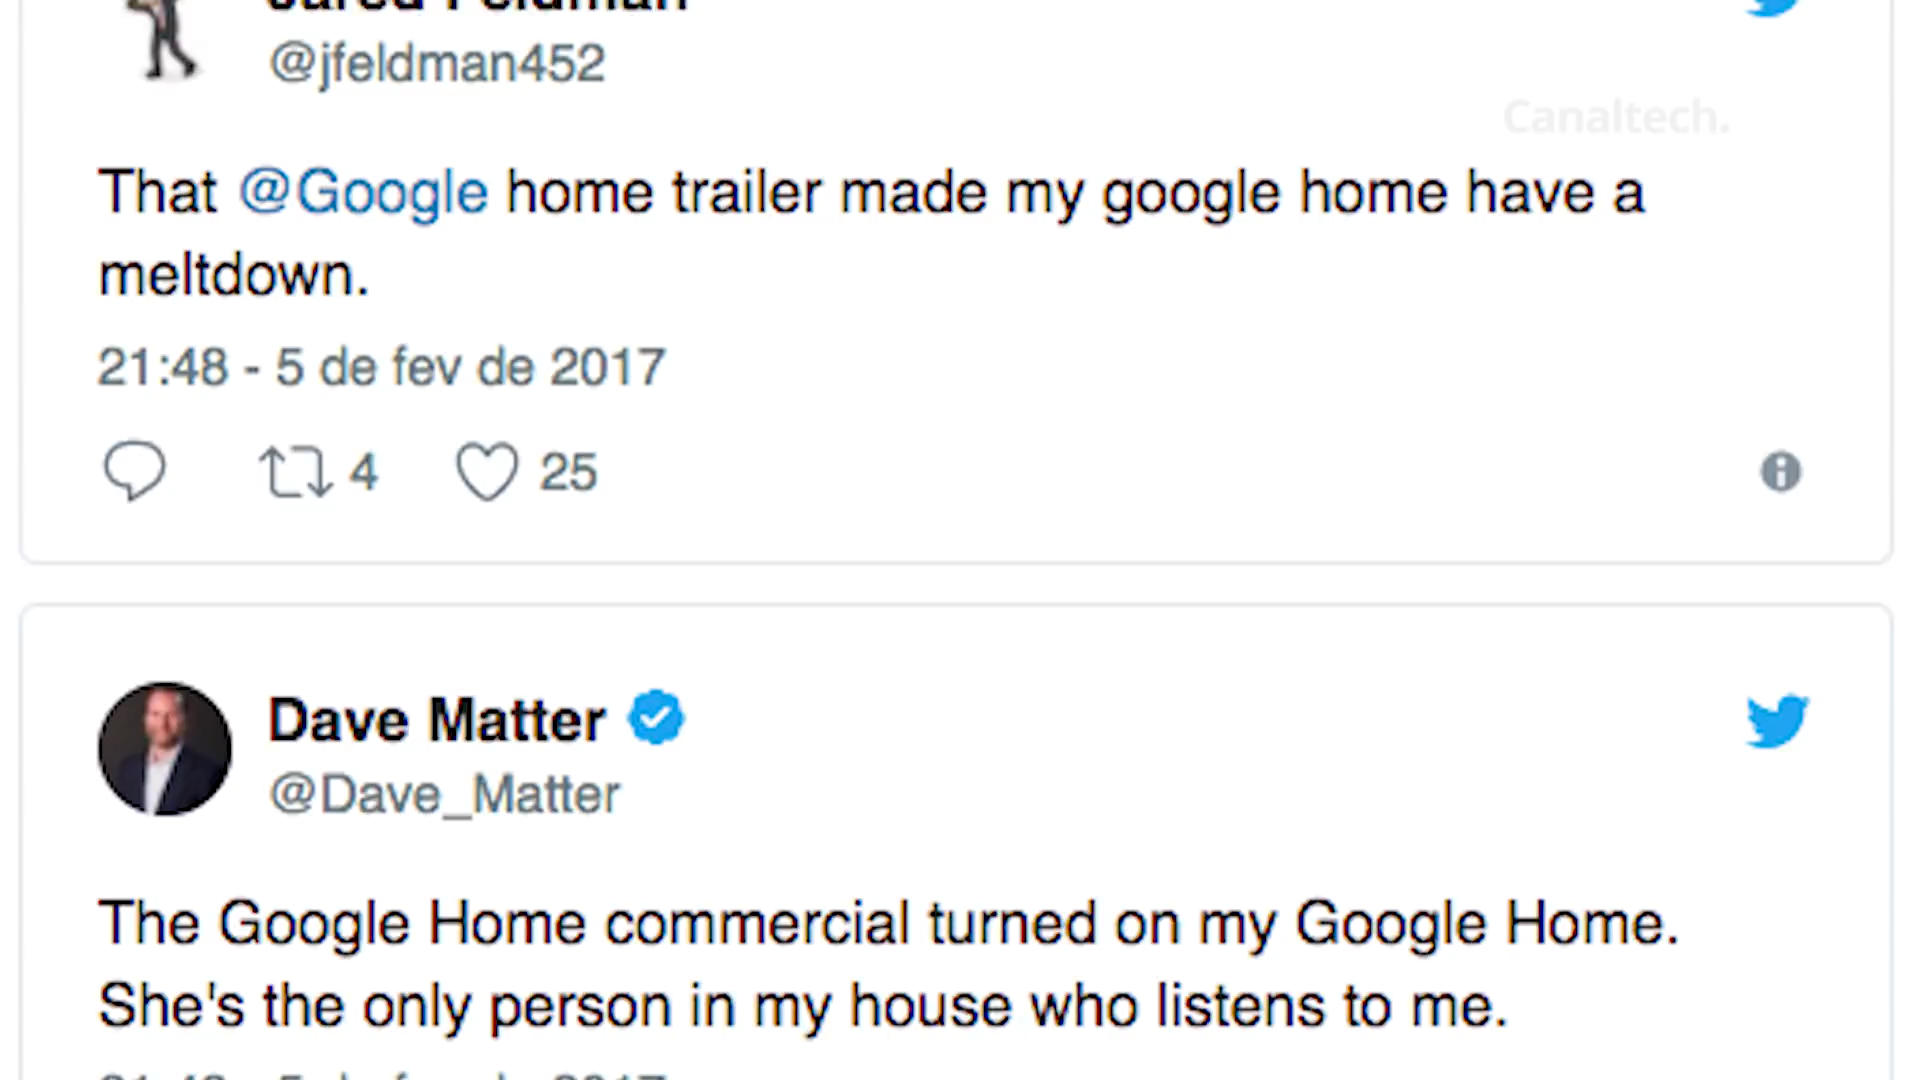 Jared Feldman
@jfeldman452
Canaltech.
That @Google home trailer made my google home have a
meltdown.
21:48 - 5 de fev de 2017
4 25
Dave Matter
@Dave_Matter
The Google Home commercial turned on my Google Home.
She's the only person in my house who listens to me.